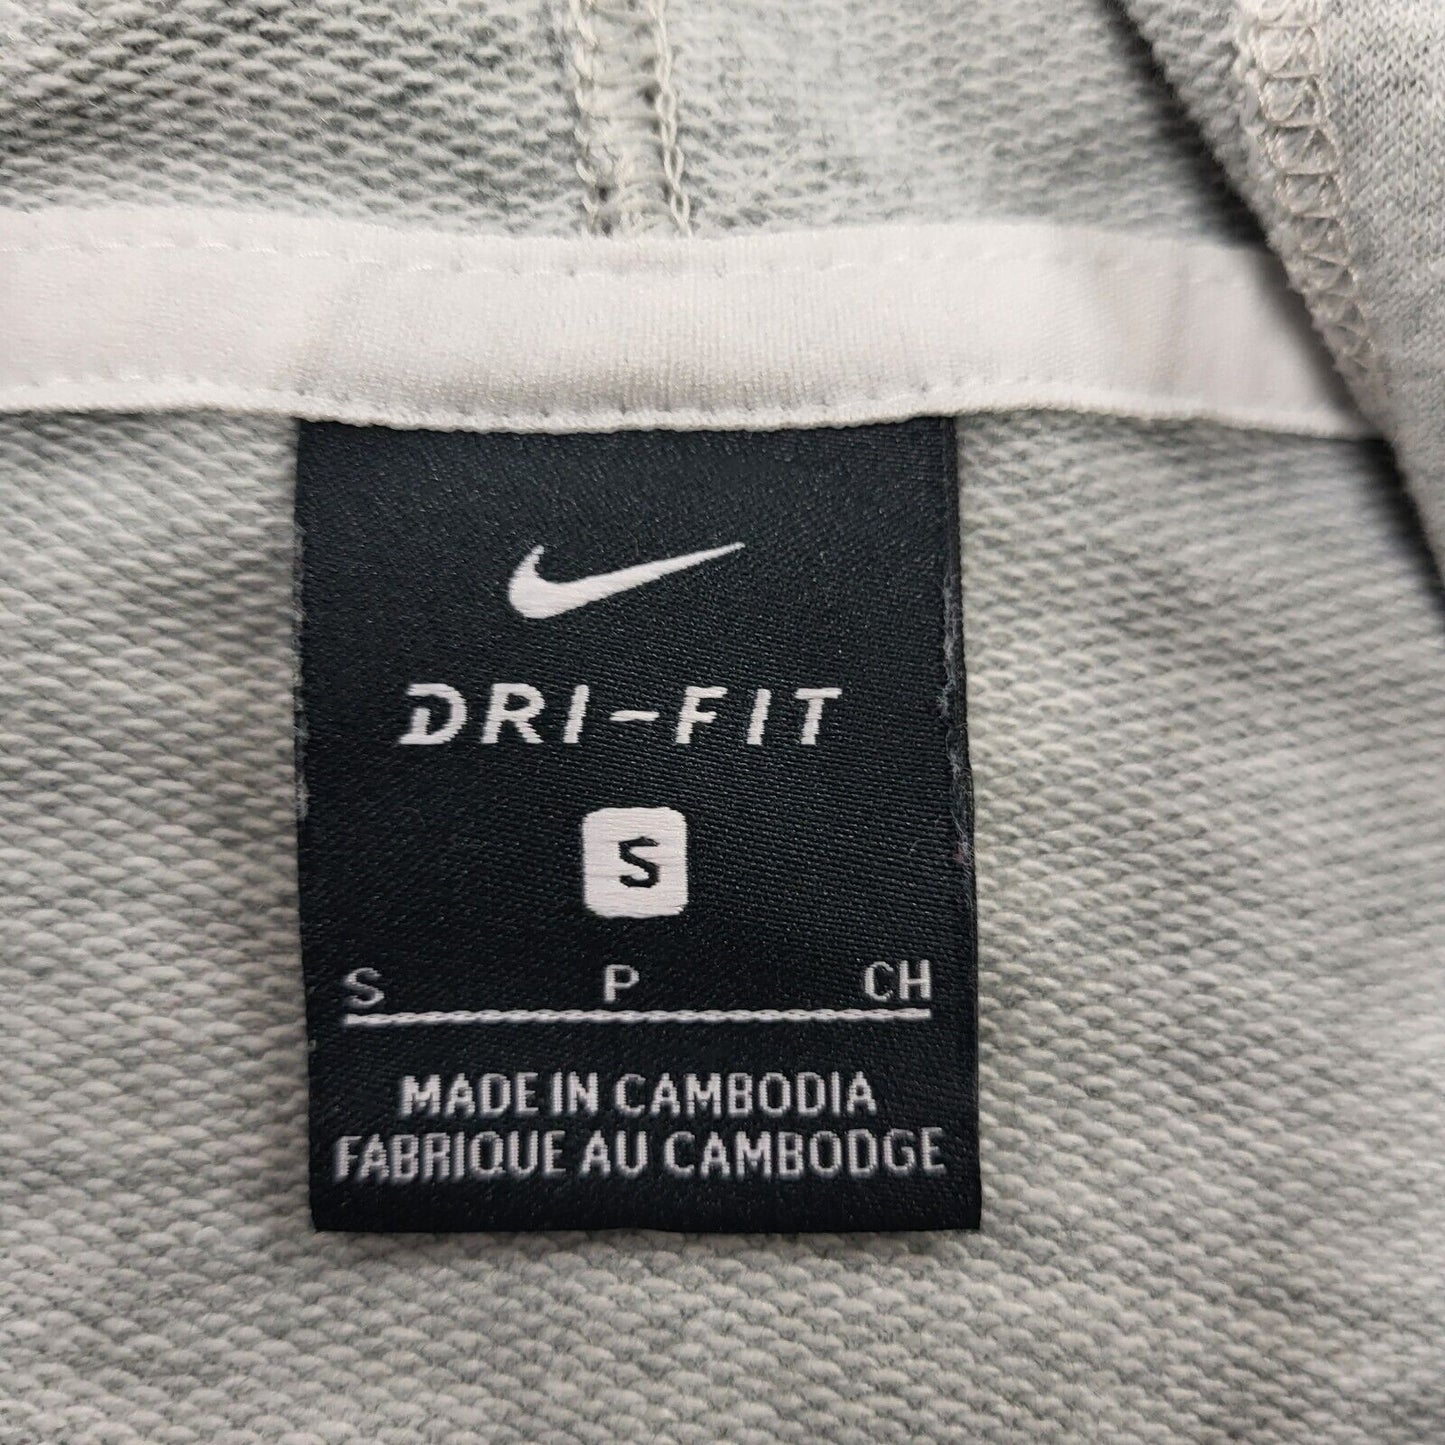 DRI-FIT
S
S P CH
MADE IN CAMBODIA
FABRIQUE AU CAMBODGE